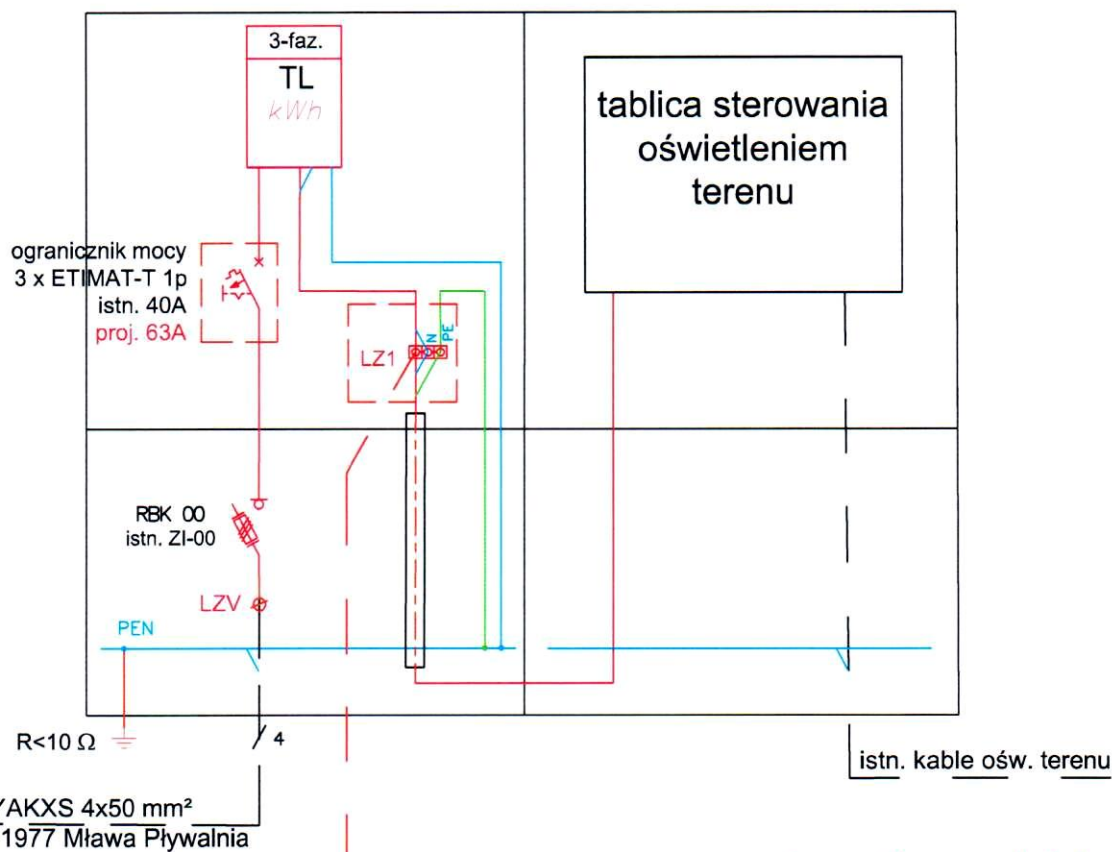 3-faz.
TL
kWh
tablica sterowania
oświetleniem
terenu
ogranicznik mocy
3 x ETIMAT-T 1p
istn. 40A
proj. 63A
LZ1
N
PE
RBK 00
istn. ZI-00
LZV
PEN
R<10 Ω
4
istn. kable ośw. terenu
YAKXS 4x50 mm²
1977 Mława Pływalnia